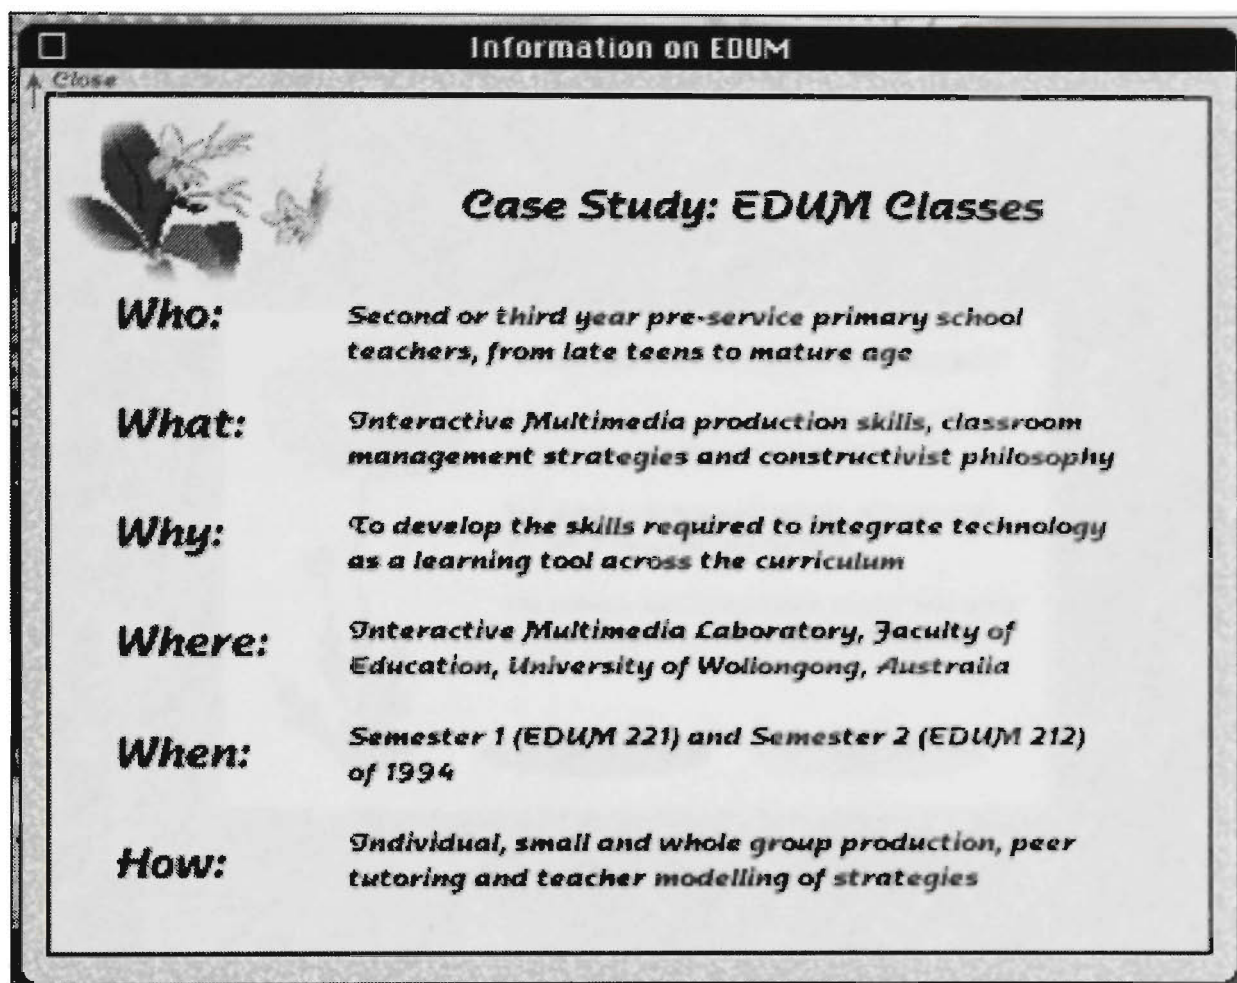 Information on EDUM
Close
Case Study: EDUM Classes
Who:
Second or third year pre-service primary school
teachers, from late teens to mature age
What:
Interactive Multimedia production skills, classroom
management strategies and constructivist philosophy
Why:
To develop the skills required to integrate technology
as a learning tool across the curriculum
Where:
Interactive Multimedia Laboratory, Faculty of
Education, University of Wollongong, Australia
When:
Semester 1 (EDUM 221) and Semester 2 (EDUM 212)
of 1994
How:
Individual, small and whole group production, peer
tutoring and teacher modelling of strategies